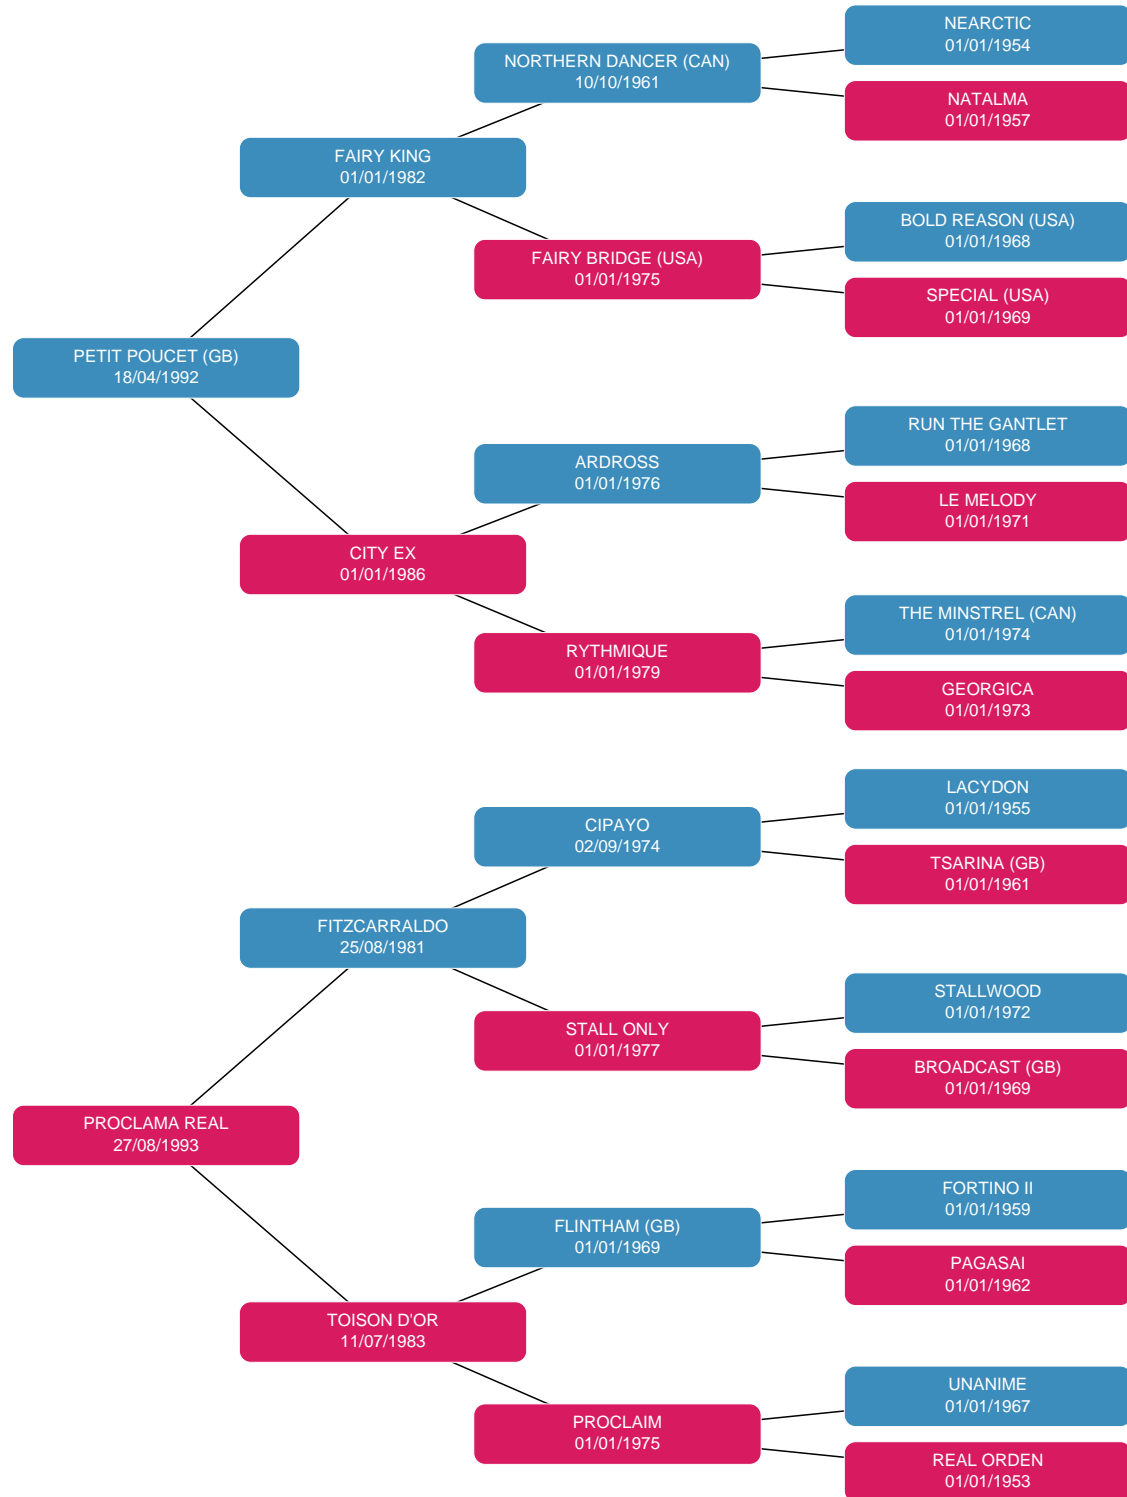 NEARCTIC
01/01/1954
NORTHERN DANCER (CAN)
10/10/1961
NATALMA
01/01/1957
FAIRY KING
01/01/1982
BOLD REASON (USA)
01/01/1968
FAIRY BRIDGE (USA)
01/01/1975
SPECIAL (USA)
01/01/1969
PETIT POUCET (GB)
18/04/1992
RUN THE GANTLET
01/01/1968
ARDROSS
01/01/1976
LE MELODY
01/01/1971
CITY EX
01/01/1986
THE MINSTREL (CAN)
01/01/1974
RYTHMIQUE
01/01/1979
GEORGICA
01/01/1973
LACYDON
01/01/1955
CIPAYO
02/09/1974
TSARINA (GB)
01/01/1961
FITZCARRALDO
25/08/1981
STALLWOOD
01/01/1972
STALL ONLY
01/01/1977
BROADCAST (GB)
01/01/1969
PROCLAMA REAL
27/08/1993
FORTINO II
01/01/1959
FLINTHAM (GB)
01/01/1969
PAGASAI
01/01/1962
TOISON D'OR
11/07/1983
UNANIME
01/01/1967
PROCLAIM
01/01/1975
REAL ORDEN
01/01/1953